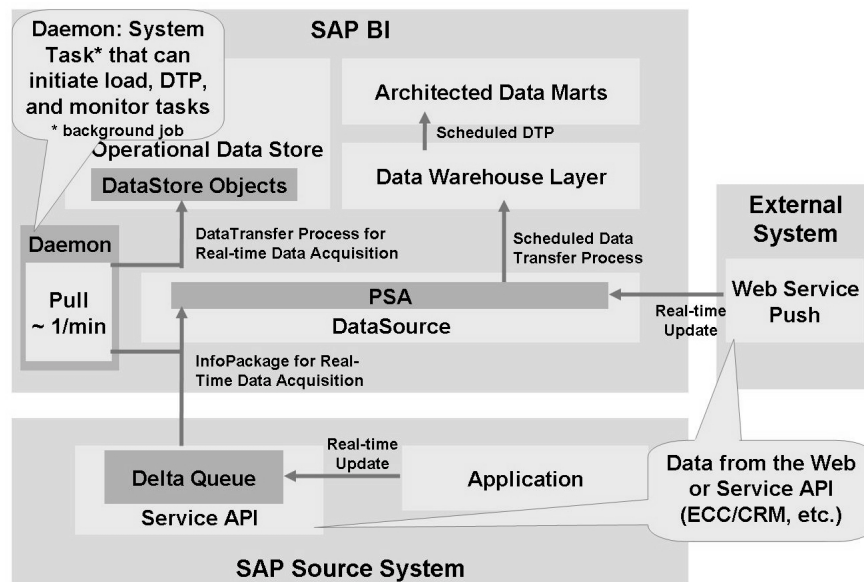 Daemon: System
Task* that can
initiate load, DTP,
and monitor tasks
* background job
SAP BI
Operational Data Store
DataStore Objects
Architected Data Marts
Scheduled DTP
Data Warehouse Layer
Daemon
Pull
~ 1/min
DataTransfer Process for
Real-time Data Acquisition
Scheduled Data
Transfer Process
PSA
DataSource
InfoPackage for Real-
Time Data Acquisition
External
System
Web Service
Push
Real-time
Update
Delta Queue
Service API
Real-time
Update
Application
SAP Source System
Data from the Web
or Service API
(ECC/CRM, etc.)